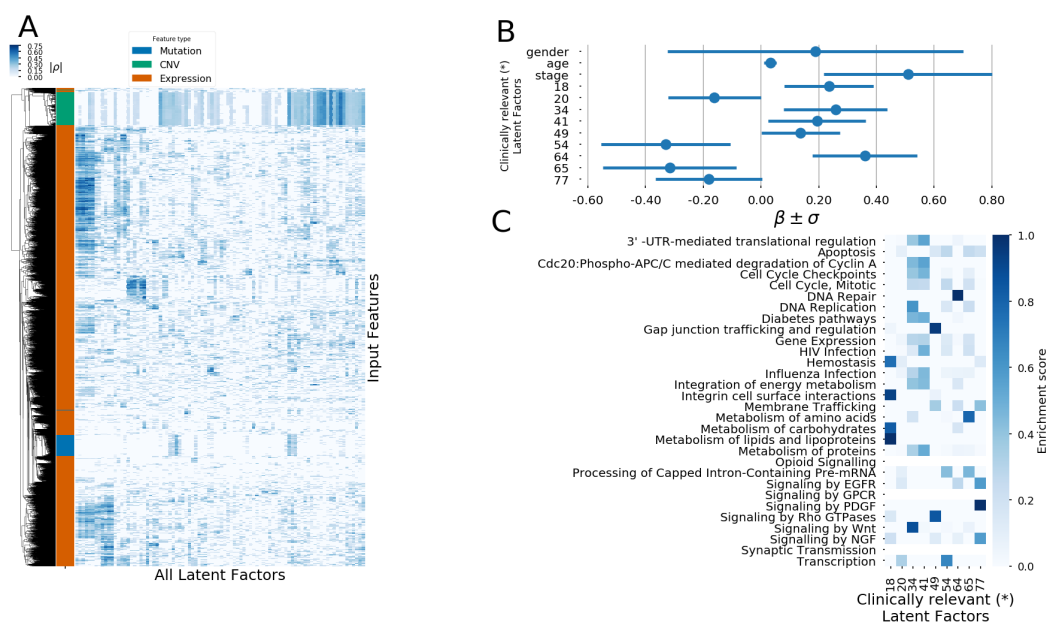 A
0.75
0.60
0.45
0.30
0.15
0.00
|ρ|
Feature type
Mutation
CNV
Expression
Input Features
All Latent Factors
B
Clinically relevant (*)
Latent Factors
gender
age
stage
18
20
34
41
49
54
64
65
77
-0.60
-0.40
-0.20
0.00
0.20
0.40
0.60
0.80
β ± σ
C
3' -UTR-mediated translational regulation
Apoptosis
Cdc20:Phospho-APC/C mediated degradation of Cyclin A
Cell Cycle Checkpoints
Cell Cycle, Mitotic
DNA Repair
DNA Replication
Diabetes pathways
Gap junction trafficking and regulation
Gene Expression
HIV Infection
Hemostasis
Influenza Infection
Integration of energy metabolism
Integrin cell surface interactions
Membrane Trafficking
Metabolism of amino acids
Metabolism of carbohydrates
Metabolism of lipids and lipoproteins
Metabolism of proteins
Opioid Signalling
Processing of Capped Intron-Containing Pre-mRNA
Signaling by EGFR
Signaling by GPCR
Signaling by PDGF
Signaling by Rho GTPases
Signaling by Wnt
Signalling by NGF
Synaptic Transmission
Transcription
18
20
34
41
49
54
64
65
77
Clinically relevant (*)
Latent Factors
1.0
0.8
0.6
0.4
0.2
0.0
Enrichment score